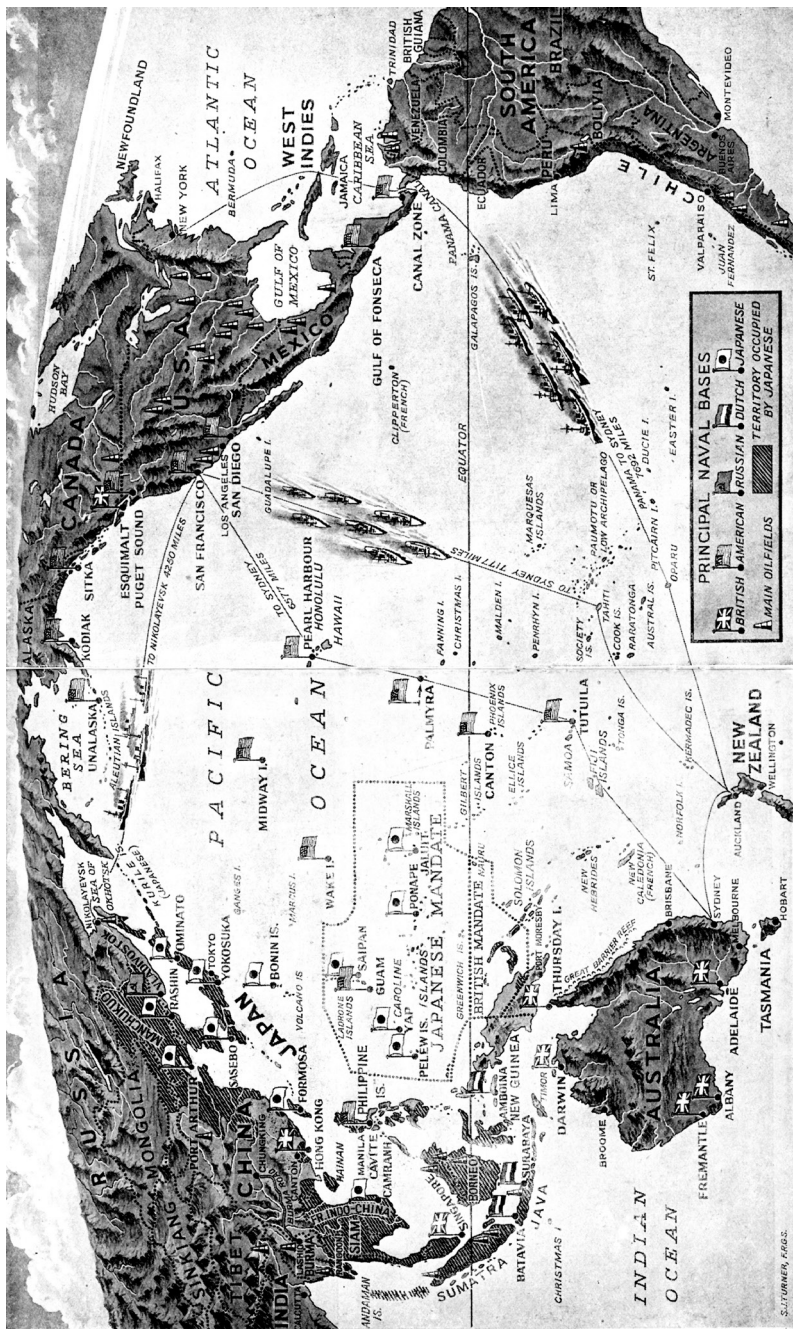 RUSSIA
SINKIANG
MONGOLIA
TIBET
CHINA
MANCHUKUO
INDIA
CALCUTTA
BURMA
BURMA ROAD
LASHIO
RANGOON
SIAM
FR. INDO-CHINA
ANDAMAN IS.
CHUNGKING
CANTON
HONG KONG
HAINAN
PORT ARTHUR
VLADIVOSTOK
RASHIN
NIKOLAYEVSK
SEA OF OKHOTSK
KURILE IS.
(JAPANESE)
OMINATO
TOKYO
YOKOSUKA
SASEBO
JAPAN
FORMOSA
BONIN IS.
VOLCANO IS
MARCUS I.
GANGES I.
BERING SEA
UNALASKA
ALEUTIAN ISLANDS
ALASKA
KODIAK
SITKA
CANADA
HUDSON BAY
ESQUIMALT
PUGET SOUND
TO NIKOLAYEVSK 4250 MILES
U.S.A.
SAN FRANCISCO
LOS ANGELES
SAN DIEGO
GUADALUPE I.
NEWFOUNDLAND
HALIFAX
NEW YORK
BERMUDA
ATLANTIC OCEAN
GULF OF MEXICO
MEXICO
WEST INDIES
JAMAICA
CARIBBEAN SEA
TRINIDAD
BRITISH GUIANA
VENEZUELA
COLOMBIA
ECUADOR
SOUTH AMERICA
BRAZIL
PERU
LIMA
BOLIVIA
CHILE
ARGENTINA
BUENOS AIRES
MONTEVIDEO
VALPARAISO
JUAN FERNANDEZ
ST. FELIX
GULF OF FONSECA
CANAL ZONE
PANAMA CANAL
GALAPAGOS IS.
CLIPPERTON
(FRENCH)
EQUATOR
PACIFIC OCEAN
MIDWAY I.
WAKE I.
PEARL HARBOUR
HONOLULU
HAWAII
TO SYDNEY
6577 MILES
TO SYDNEY 7177 MILES
PANAMA TO SYDNEY
7692 MILES
PALMYRA
FANNING I.
CHRISTMAS I.
MALDEN I.
PENRHYN I.
MARQUESAS ISLANDS
PAUMOTU OR
LOW ARCHIPELAGO
SOCIETY IS.
TAHITI
COOK IS.
RARATONGA
AUSTRAL IS.
PITCAIRN I.
DUCIE I.
EASTER I.
OPARU
PHILIPPINE IS.
MANILA
CAVITE
CAMRANH
LADRONE ISLANDS
SAIPAN
GUAM
YAP
PELEW IS.
CAROLINE ISLANDS
PONAPE
JALUIT
MARSHALL ISLANDS
JAPANESE MANDATE
GREENWICH IS.
NAURU
BRITISH MANDATE
GILBERT ISLANDS
CANTON
PHOENIX ISLANDS
ELLICE ISLANDS
SAMOA
TUTUILA
FIJI ISLANDS
TONGA IS.
KERMADEC IS.
SOLOMON ISLANDS
NEW HEBRIDES
NEW CALEDONIA
(FRENCH)
NORFOLK I.
SINGAPORE
BORNEO
SUMATRA
BATAVIA
JAVA
SURABAYA
CHRISTMAS I
AMBOINA
NEW GUINEA
TIMOR
PORT MORESBY
THURSDAY I.
DARWIN
BROOME
AUSTRALIA
GREAT BARRIER REEF
BRISBANE
SYDNEY
MELBOURNE
ADELAIDE
ALBANY
FREMANTLE
TASMANIA
HOBART
NEW ZEALAND
AUCKLAND
WELLINGTON
INDIAN OCEAN
PRINCIPAL NAVAL BASES
BRITISH
AMERICAN
RUSSIAN
DUTCH
JAPANESE
MAIN OILFIELDS
TERRITORY OCCUPIED
BY JAPANESE
S.J.TURNER, F.R.G.S.